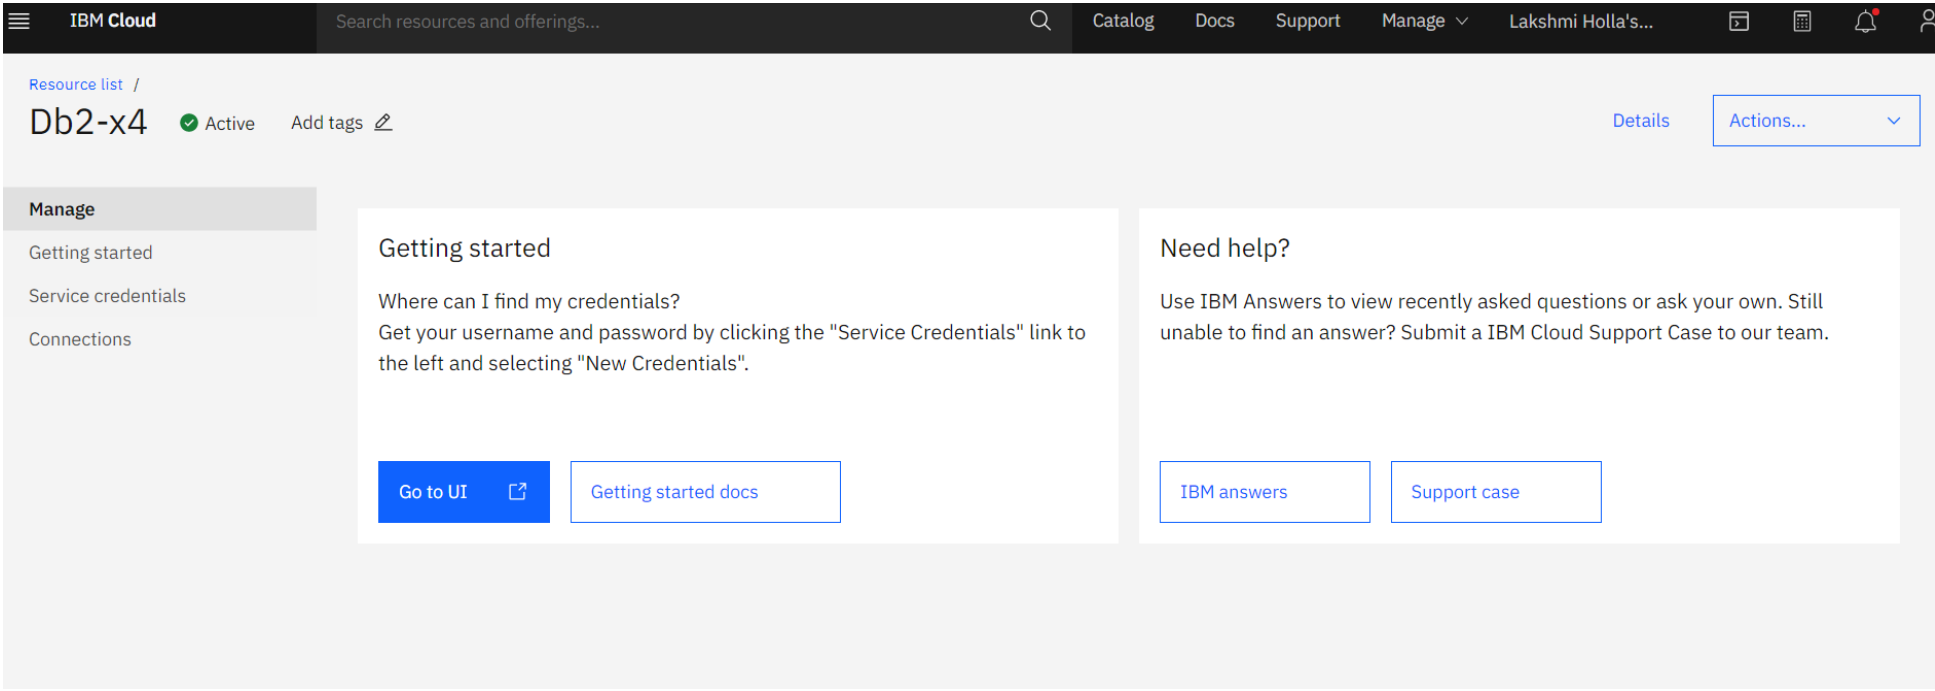 IBM Cloud
Search resources and offerings...
Catalog
Docs
Support
Manage
Lakshmi Holla's...
Resource list /
Db2-x4
Active
Add tags
Details
Actions...
Manage
Getting started
Service credentials
Connections
Getting started
Where can I find my credentials?
Get your username and password by clicking the "Service Credentials" link to
the left and selecting "New Credentials".
Go to UI
Getting started docs
Need help?
Use IBM Answers to view recently asked questions or ask your own. Still
unable to find an answer? Submit a IBM Cloud Support Case to our team.
IBM answers
Support case